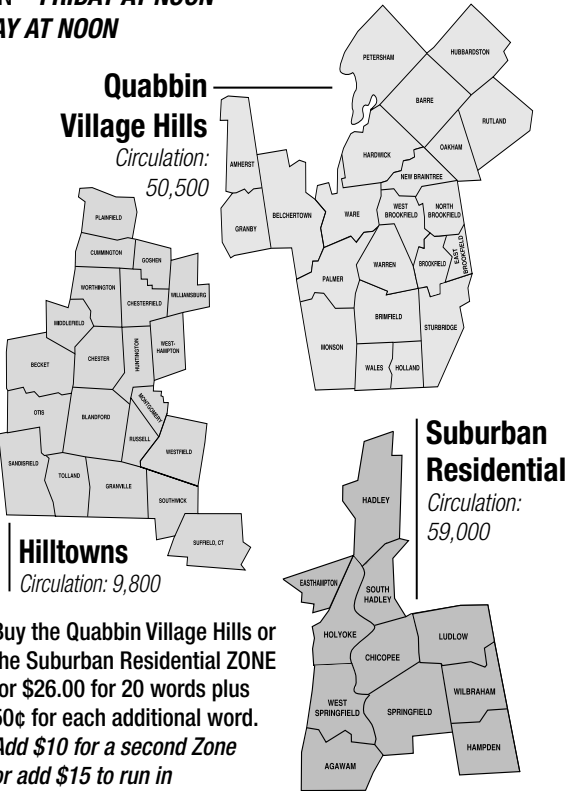 FRIDAY AT NOON
AY AT NOON
Quabbin
Village Hills
Circulation:
50,500
PETERSHAM
HUBBARDSTON
BARRE
RUTLAND
OAKHAM
HARDWICK
NEW BRAINTREE
AMHERST
GRANBY
BELCHERTOWN
WARE
WEST
BROOKFIELD
NORTH
BROOKFIELD
EAST
BROOKFIELD
BROOKFIELD
WARREN
PALMER
BRIMFIELD
STURBRIDGE
MONSON
WALES
HOLLAND
PLAINFIELD
CUMMINGTON
GOSHEN
WORTHINGTON
CHESTERFIELD
WILLIAMSBURG
MIDDLEFIELD
BECKET
CHESTER
HUNTINGTON
WEST-
HAMPTON
OTIS
BLANDFORD
MONTGOMERY
RUSSELL
WESTFIELD
SANDISFIELD
TOLLAND
GRANVILLE
SOUTHWICK
SUFFIELD, CT
Hilltowns
Circulation: 9,800
Suburban
Residential
Circulation:
59,000
HADLEY
EASTHAMPTON
SOUTH
HADLEY
HOLYOKE
CHICOPEE
LUDLOW
WEST
SPRINGFIELD
SPRINGFIELD
WILBRAHAM
AGAWAM
HAMPDEN
Buy the Quabbin Village Hills or
the Suburban Residential ZONE
for $26.00 for 20 words plus
50¢ for each additional word.
Add $10 for a second Zone
or add $15 to run in